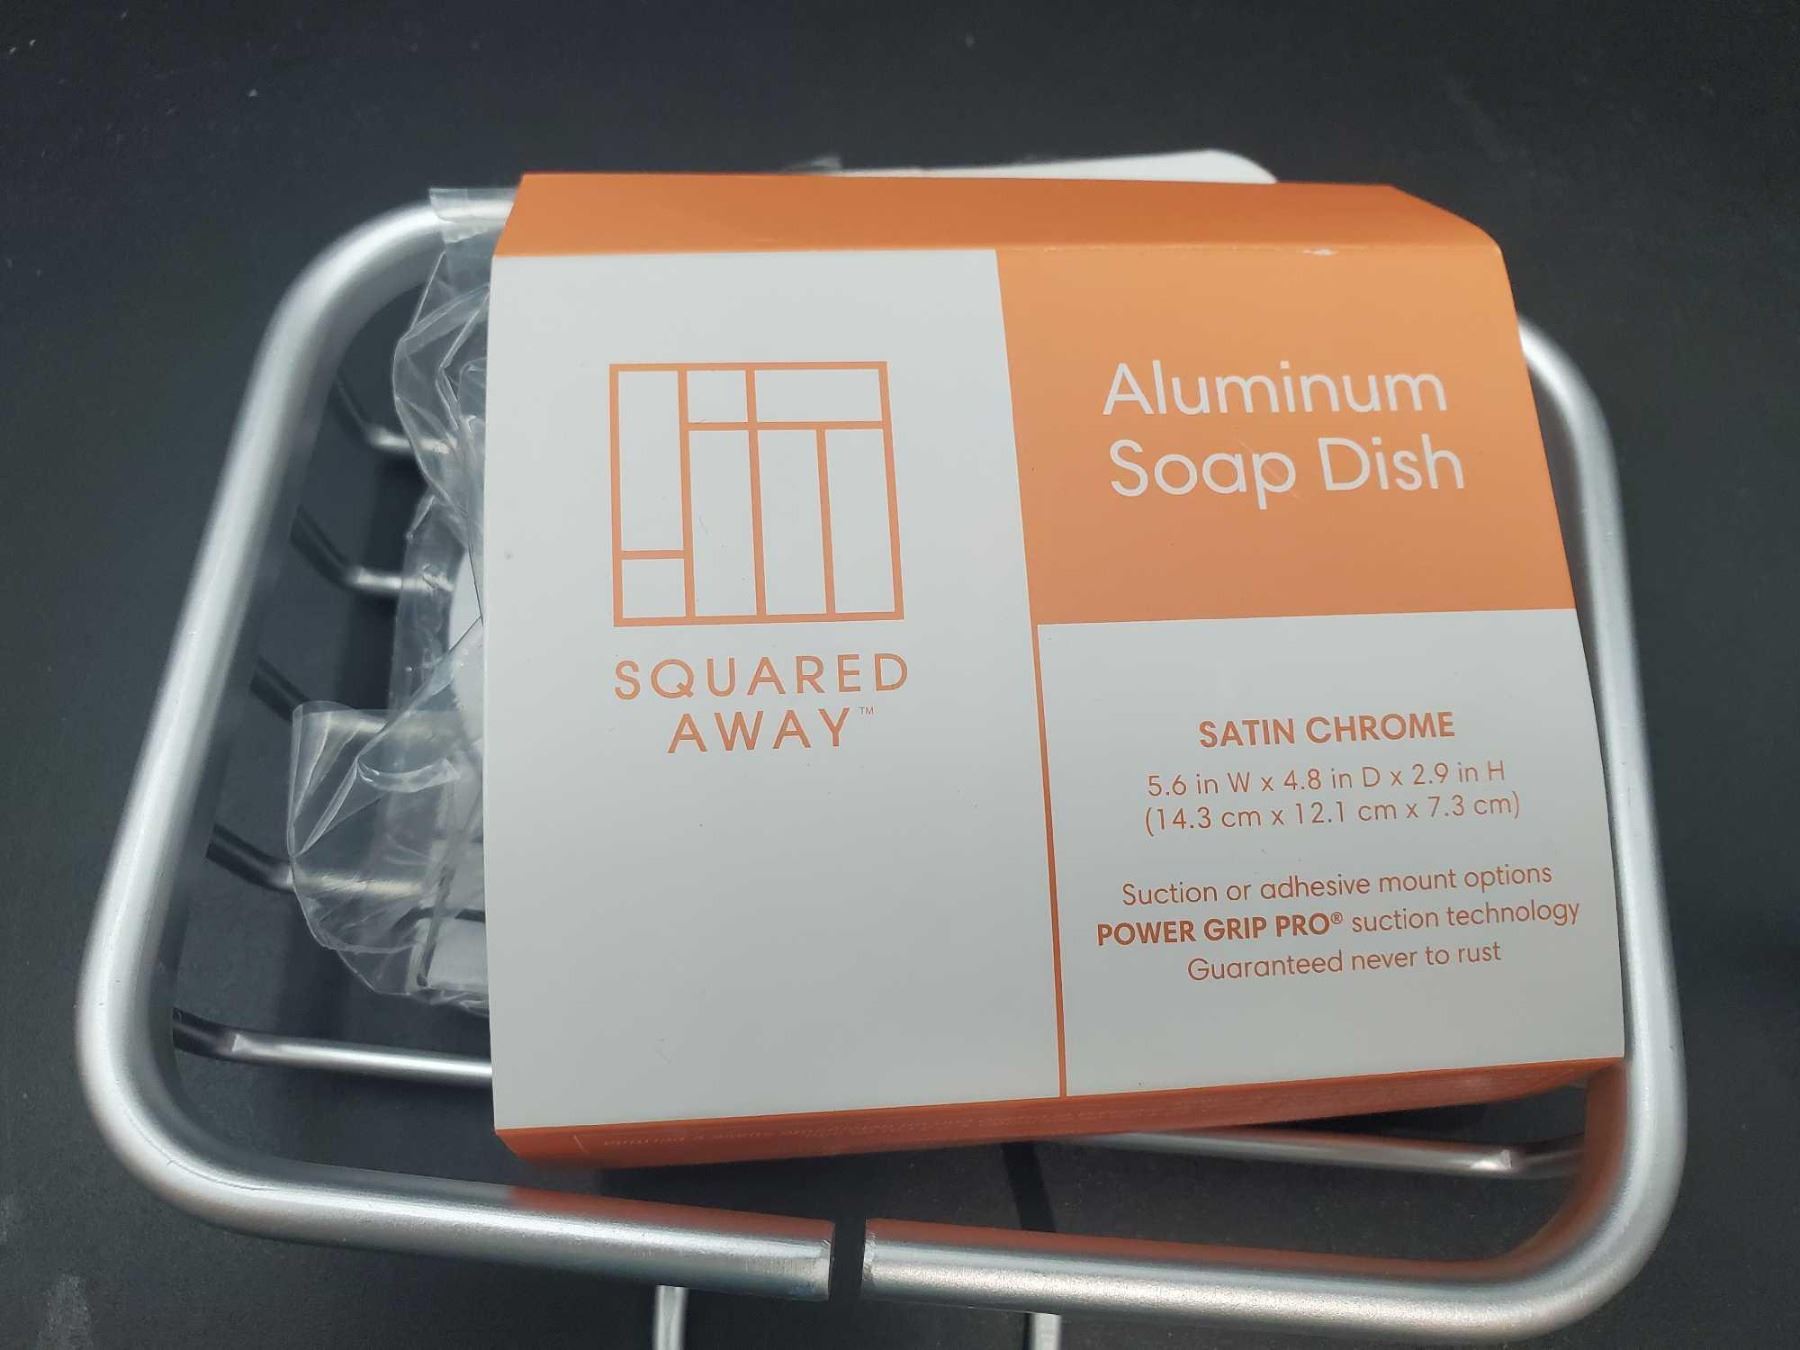 SQUARED
AWAY™
Aluminum
Soap Dish
SATIN CHROME
5.6 in W x 4.8 in D x 2.9 in H
(14.3 cm x 12.1 cm x 7.3 cm)
Suction or adhesive mount options
POWER GRIP PRO® suction technology
Guaranteed never to rust